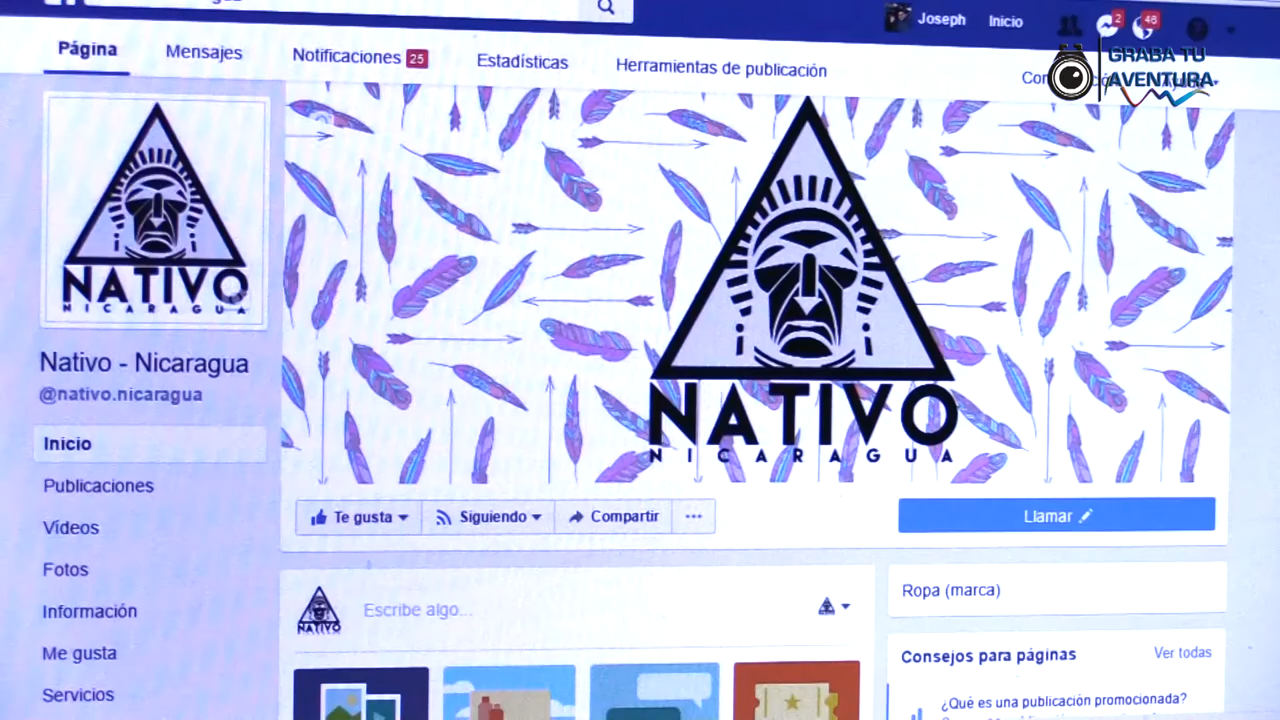 Joseph
Inicio
2
46
Página
Mensajes
Notificaciones 25
Estadísticas
Herramientas de publicación
GRABA TU
AVENTURA
NATIVO
NICARAGUA
NATIVO
NICARAGUA
Nativo - Nicaragua
@nativo.nicaragua
Inicio
Publicaciones
Vídeos
Fotos
Información
Me gusta
Servicios
Te gusta
Siguiendo
Compartir
...
Llamar
NATIVO
Escribe algo...
Ropa (marca)
Consejos para páginas
Ver todas
¿Qué es una publicación promocionada?